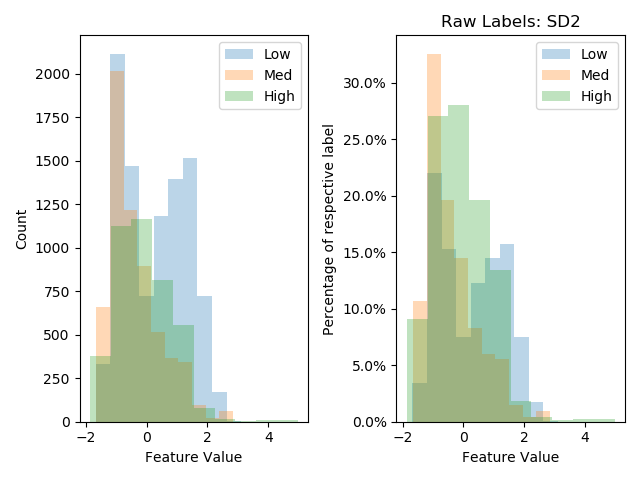 Raw Labels: SD2
Count
2000
1750
1500
1250
1000
750
500
250
0
−2 0 2 4
Feature Value
Low
Med
High
Percentage of respective label
30.0%
25.0%
20.0%
15.0%
10.0%
5.0%
0.0%
−2 0 2 4
Feature Value
Low
Med
High